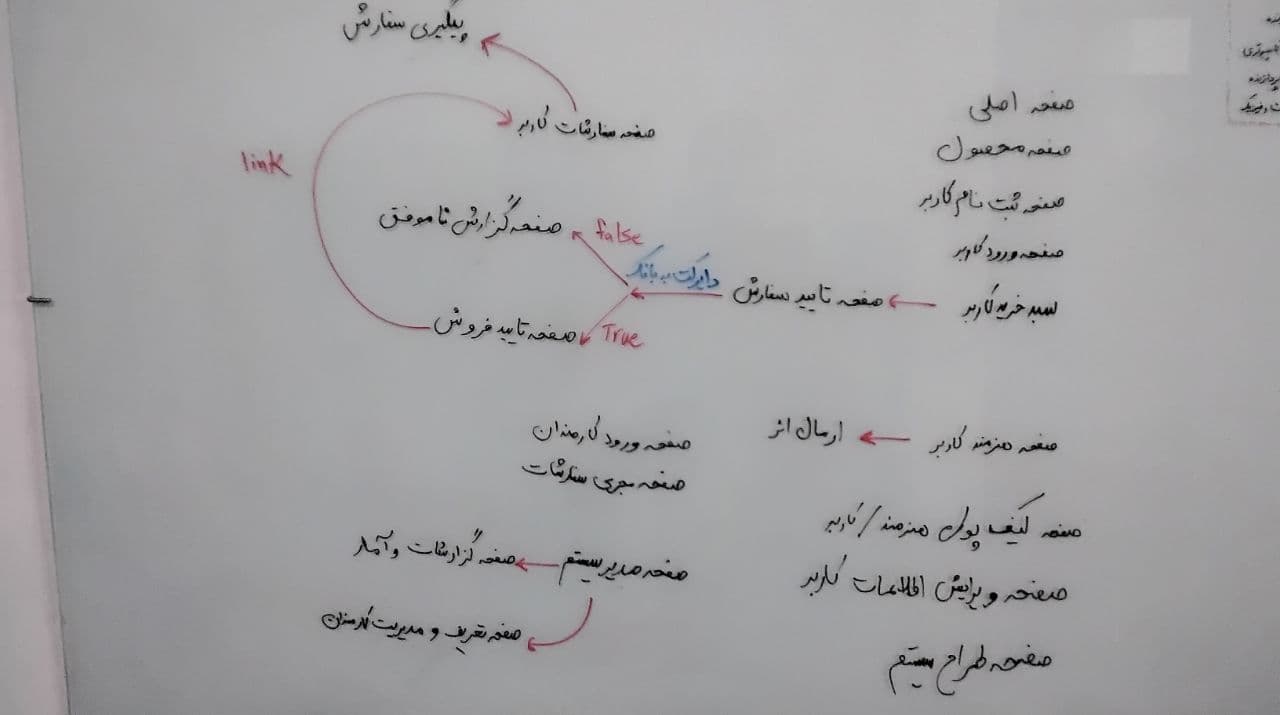 صفحه اصلی
صفحه محصول
صفحه ثبت نام کاربر
صفحه ورود کاربر
سبد خرید کاربر
صفحه تایید سفارش
دایرکت به بانک
false
صفحه گزارش ناموفق
True
صفحه تایید فروش
link
صفحه سفارشات کاربر
پیگیری سفارش
صفحه هنرمند کاربر
ارسال اثر
صفحه کیف پول هنرمند / کاربر
صفحه ویرایش اطلاعات کاربر
صفحه طراح سیستم
صفحه ورود کارمندان
صفحه مجری سفارشات
صفحه مدیر سیستم
صفحه گزارشات و آمار
صفحه تعریف و مدیریت کارمندان